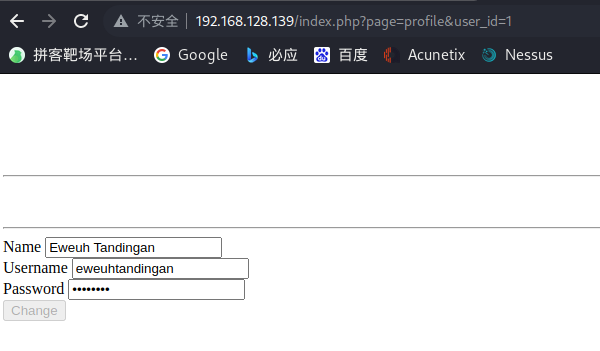 不安全 192.168.128.139/index.php?page=profile&user_id=1
拼客靶场平台... Google 必应 百度 Acunetix Nessus
Name Eweuh Tandingan
Username eweuhtandingan
Password ••••••••
Change